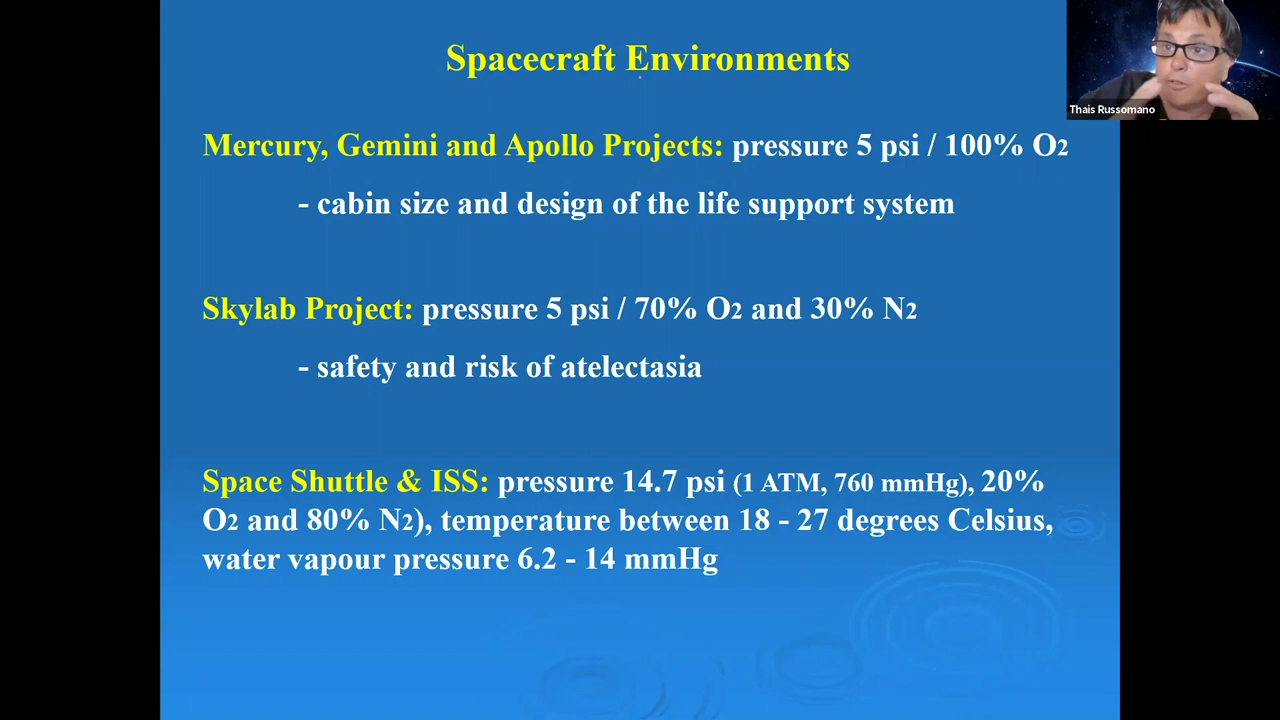 Spacecraft Environments
Thais Russomano
Mercury, Gemini and Apollo Projects: pressure 5 psi / 100% O2
- cabin size and design of the life support system
Skylab Project: pressure 5 psi / 70% O2 and 30% N2
- safety and risk of atelectasia
Space Shuttle & ISS: pressure 14.7 psi (1 ATM, 760 mmHg), 20%
O2 and 80% N2), temperature between 18 - 27 degrees Celsius,
water vapour pressure 6.2 - 14 mmHg